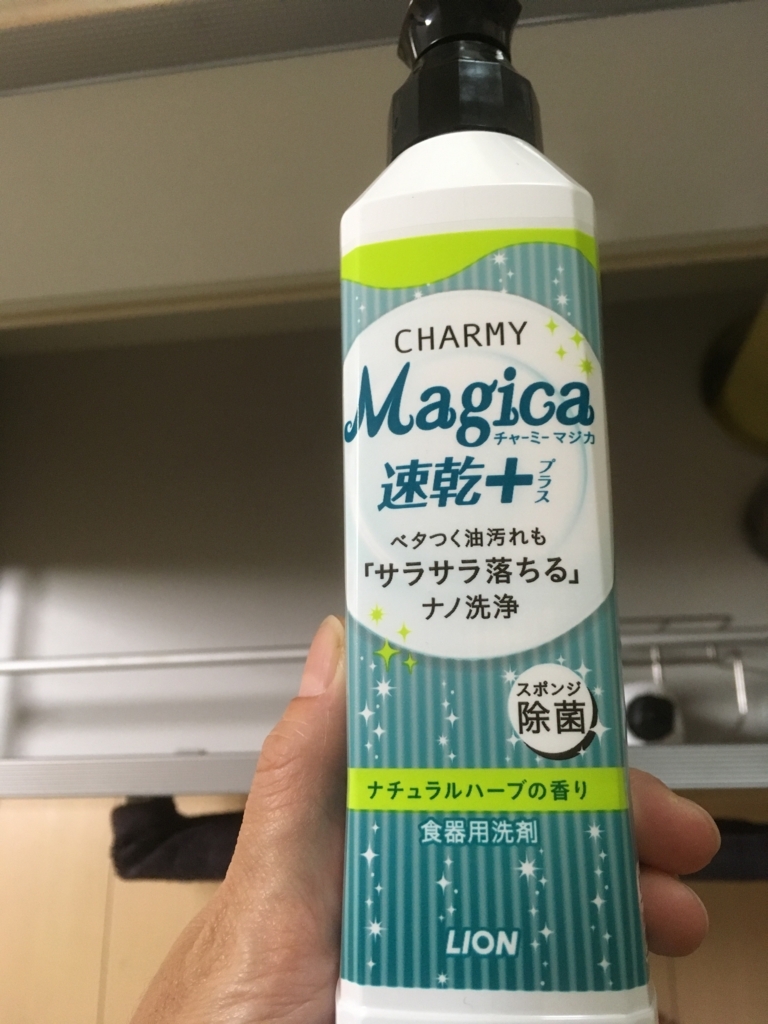 CHARMY
Magica
チャーミー マジカ
速乾+プラス
ベタつく油汚れも
「サラサラ落ちる」
ナノ洗浄
スポンジ
除菌
ナチュラルハーブの香り
食器用洗剤
LION